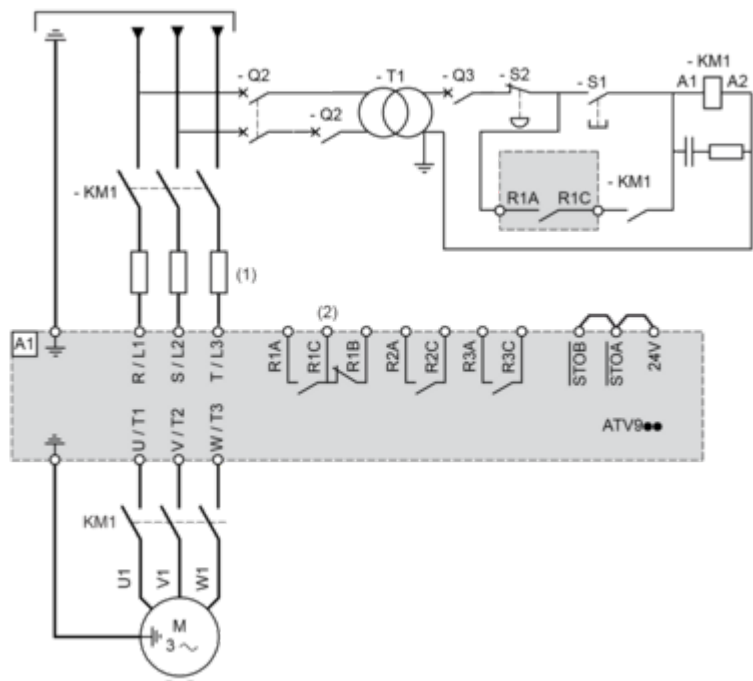 - Q2
- T1
- Q3
- S2
- S1
- KM1
A1
A2
- Q2
- KM1
R1A
R1C
- KM1
(1)
(2)
A1
R / L1
S / L2
T / L3
R1A
R1C
R1B
R2A
R2C
R3A
R3C
STOB
STOA
24V
U / T1
V / T2
W / T3
ATV9●●
KM1
U1
V1
W1
M
3 ~